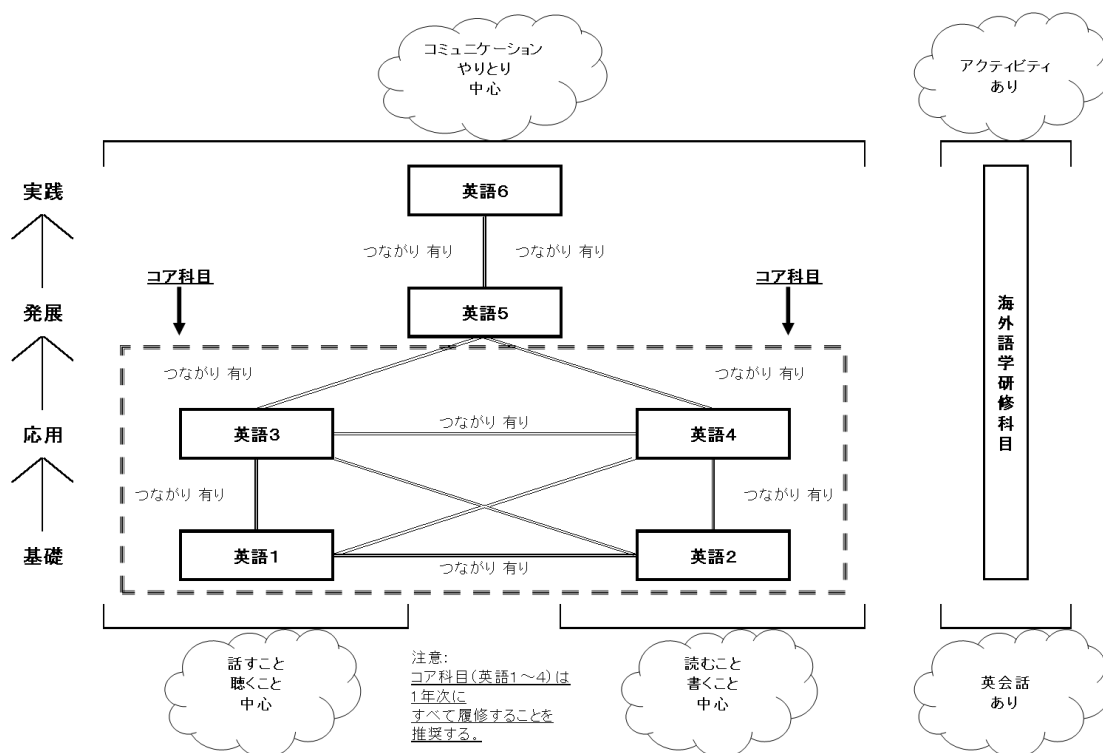 コミュニケーション
やりとり
中心
アクティビティ
あり
実践
英語6
つながり 有り
つながり 有り
コア科目
コア科目
発展
英語5
海外語学研修科目
つながり 有り
つながり 有り
応用
英語3
つながり 有り
英語4
つながり 有り
つながり 有り
基礎
英語1
つながり 有り
英語2
話すこと
聴くこと
中心
注意:
コア科目(英語1～4)は
1年次に
すべて履修することを
推奨する。
読むこと
書くこと
中心
英会話
あり